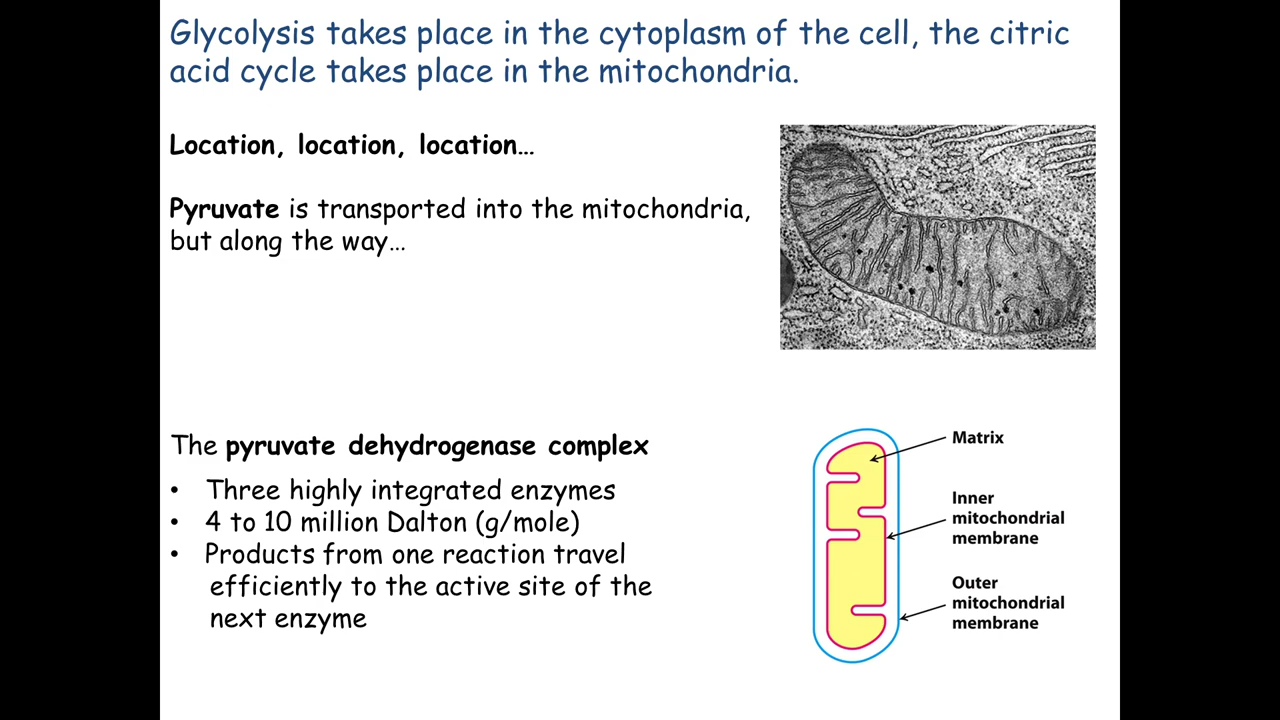 Glycolysis takes place in the cytoplasm of the cell, the citric
acid cycle takes place in the mitochondria.
Location, location, location…
Pyruvate is transported into the mitochondria,
but along the way…
The pyruvate dehydrogenase complex
• Three highly integrated enzymes
• 4 to 10 million Dalton (g/mole)
• Products from one reaction travel
efficiently to the active site of the
next enzyme
Matrix
Inner
mitochondrial
membrane
Outer
mitochondrial
membrane